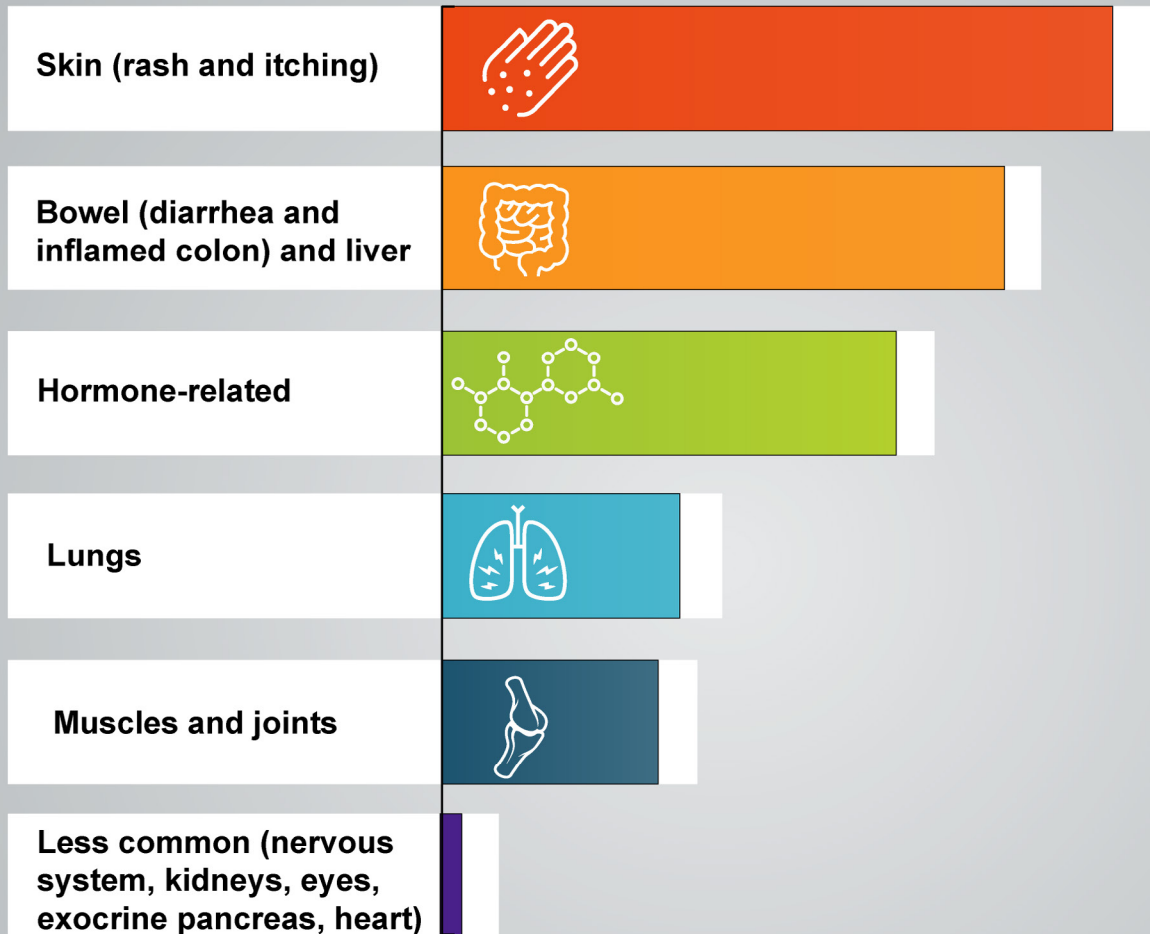 Skin (rash and itching)
Bowel (diarrhea and
inflamed colon) and liver
Hormone-related
Lungs
Muscles and joints
Less common (nervous
system, kidneys, eyes,
exocrine pancreas, heart)